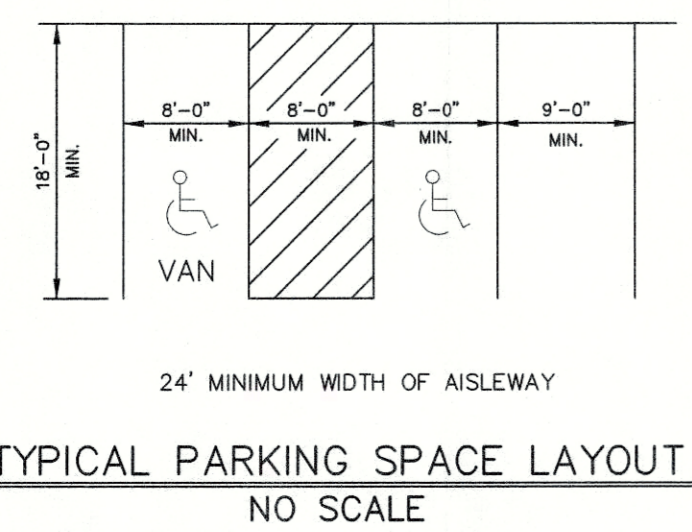 8'-0" 8'-0" 8'-0" 9'-0"
MIN. MIN. MIN. MIN.
18'-0"
MIN.
VAN
24' MINIMUM WIDTH OF AISLEWAY
TYPICAL PARKING SPACE LAYOUT
NO SCALE